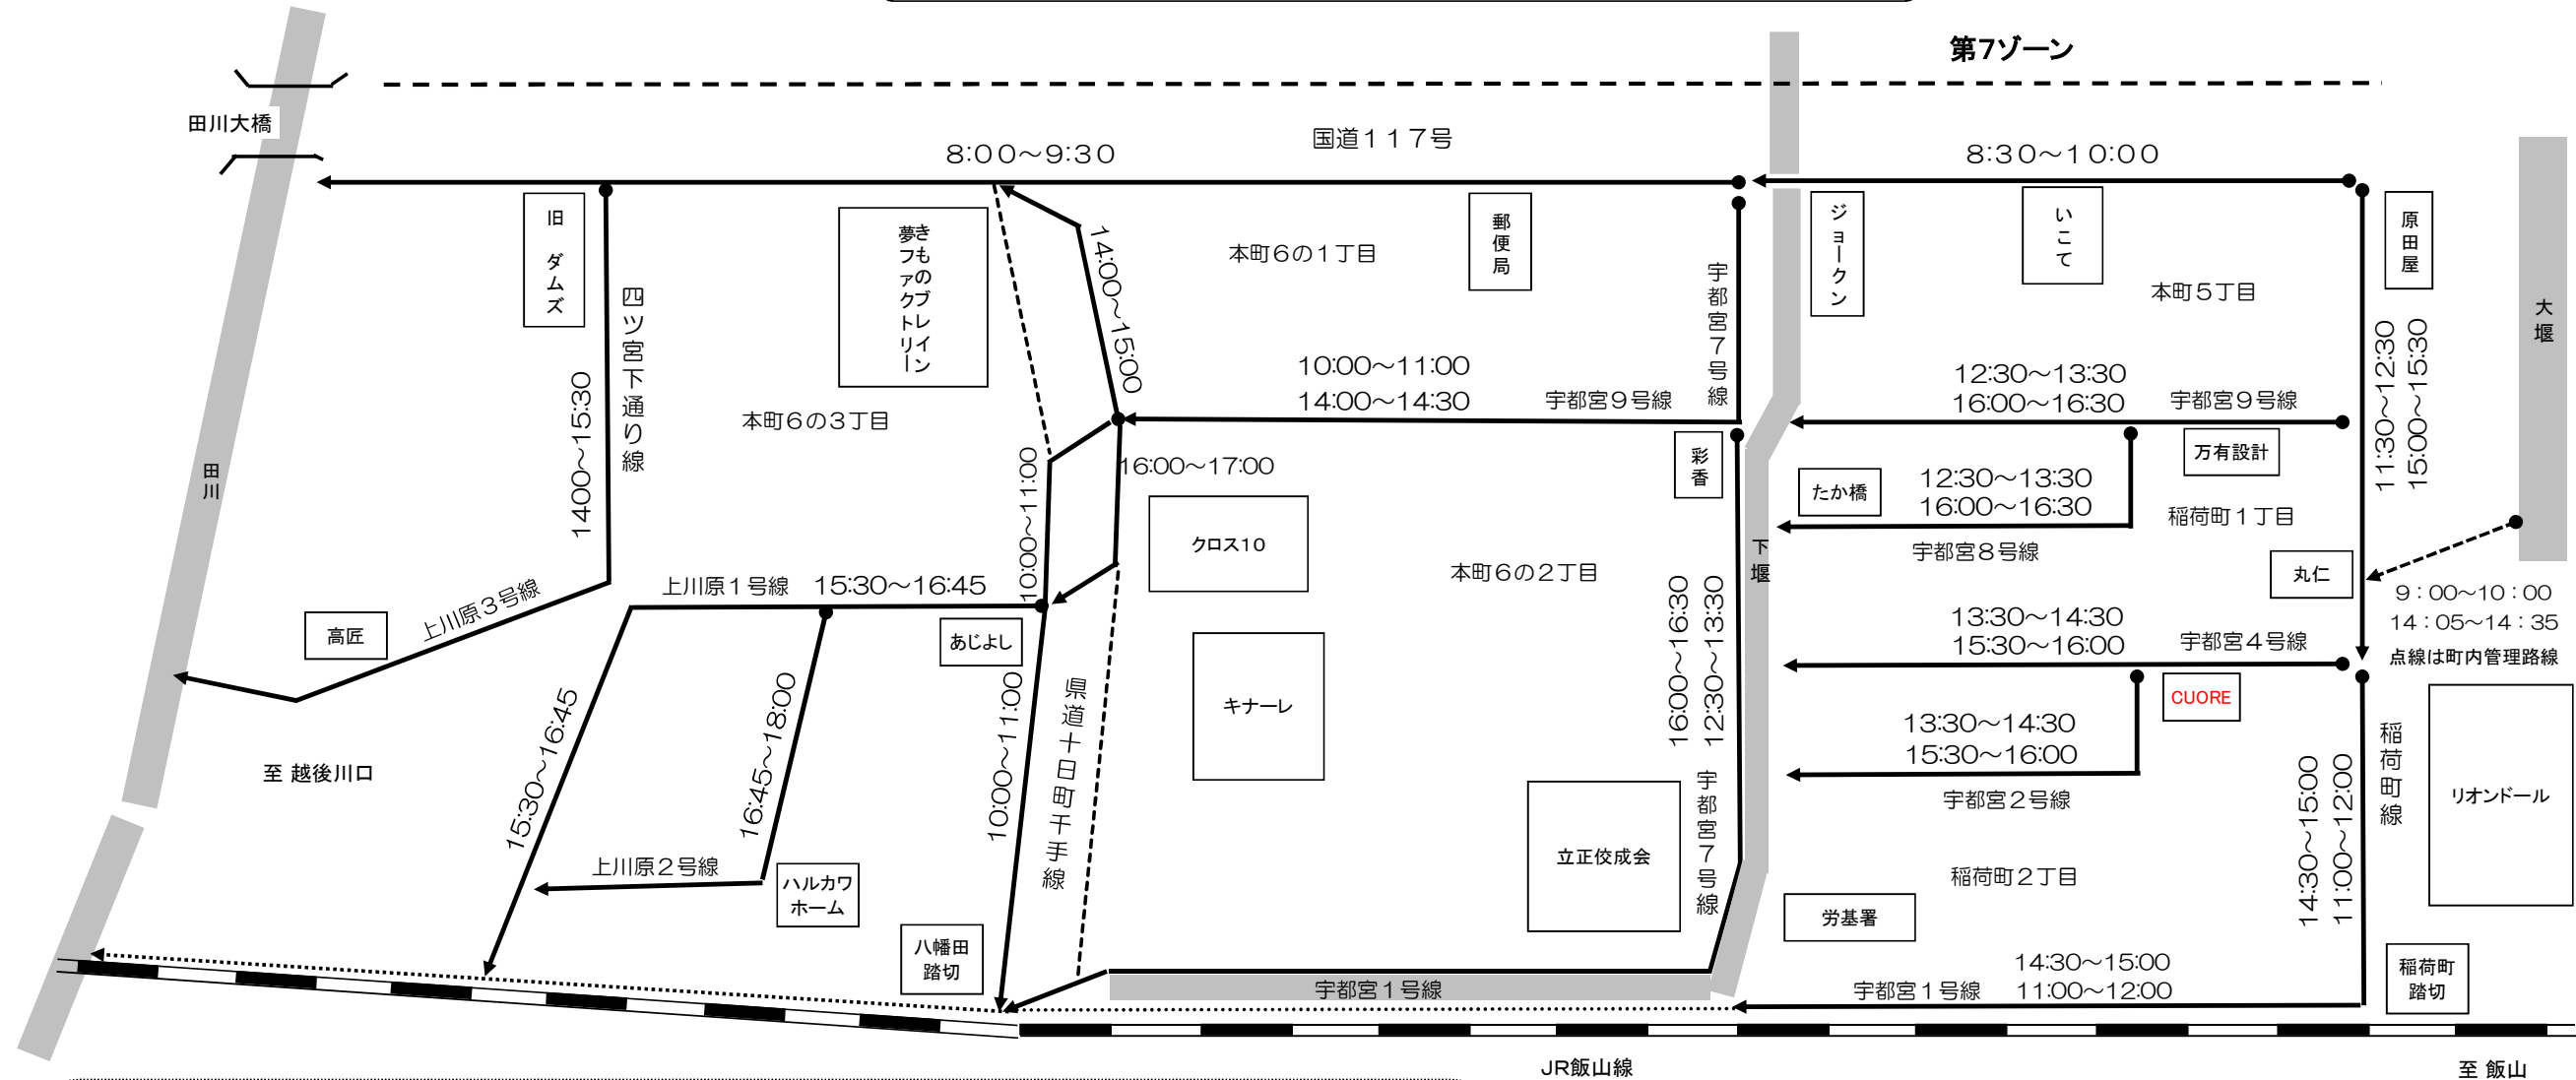 第7ゾーン
田川大橋
国道117号
8:00～9:30
8:30～10:00
旧 ダムズ
きものブレイン
夢ファクトリー
14:00～15:00
本町6の1丁目
郵便局
宇都宮7号線
ジョークン
いこて
本町5丁目
原田屋
大堰
四ツ宮下通り線
1400～15:30
本町6の3丁目
10:00～11:00
14:00～14:30
宇都宮9号線
12:30～13:30
16:00～16:30
宇都宮9号線
11:30～12:30
15:00～15:30
田川
10:00～11:00
16:00～17:00
クロス10
彩香
たか橋
12:30～13:30
16:00～16:30
万有設計
稲荷町1丁目
宇都宮8号線
下堰
丸仁
9：00～10：00
14：05～14：35
点線は町内管理路線
本町6の2丁目
上川原3号線
高匠
上川原1号線 15:30～16:45
あじよし
キナーレ
16:00～16:30
12:30～13:30
13:30～14:30
15:30～16:00
宇都宮4号線
CUORE
13:30～14:30
15:30～16:00
宇都宮2号線
稲荷町線
リオンドール
至 越後川口
15:30～16:45
16:45～18:00
10:00～11:00
県道十日町千手線
立正佼成会
宇都宮7号線
14:30～15:00
11:00～12:00
上川原2号線
ハルカワ
ホーム
稲荷町2丁目
労基署
八幡田
踏切
稲荷町
踏切
宇都宮1号線
宇都宮1号線
14:30～15:00
11:00～12:00
JR飯山線
至 飯山